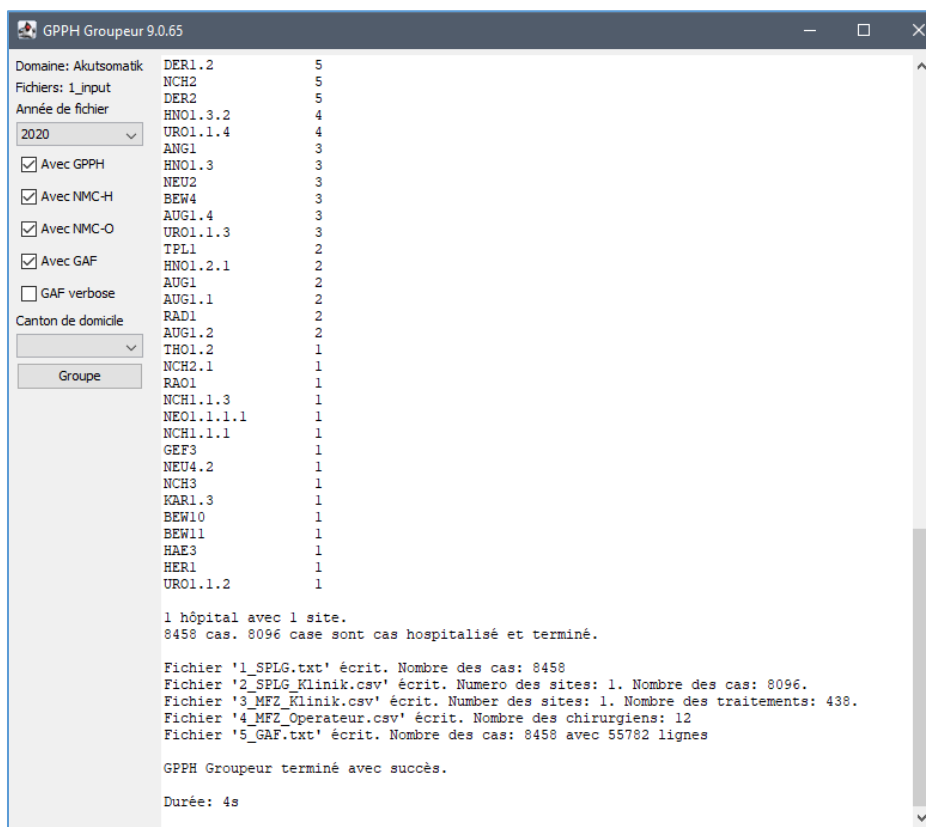 GPPH Groupeur 9.0.65
Domaine: Akutsomatik
Fichiers: 1_input
Année de fichier
2020
Avec GPPH
Avec NMC-H
Avec NMC-O
Avec GAF
GAF verbose
Canton de domicile
Groupe
DER1.2 5
NCH2 5
DER2 5
HNO1.3.2 4
URO1.1.4 4
ANG1 3
HNO1.3 3
NEU2 3
BEW4 3
AUG1.4 3
URO1.1.3 3
TPL1 2
HNO1.2.1 2
AUG1 2
AUG1.1 2
RAD1 2
AUG1.2 2
THO1.2 1
NCH2.1 1
RAO1 1
NCH1.1.3 1
NEO1.1.1.1 1
NCH1.1.1 1
GEF3 1
NEU4.2 1
NCH3 1
KAR1.3 1
BEW10 1
BEW11 1
HAE3 1
HER1 1
URO1.1.2 1
1 hôpital avec 1 site.
8458 cas. 8096 case sont cas hospitalisé et terminé.
Fichier '1_SPLG.txt' écrit. Nombre des cas: 8458
Fichier '2_SPLG_Klinik.csv' écrit. Numero des sites: 1. Nombre des cas: 8096.
Fichier '3_MFZ_Klinik.csv' écrit. Number des sites: 1. Nombre des traitements: 438.
Fichier '4_MFZ_Operateur.csv' écrit. Nombre des chirurgiens: 12
Fichier '5_GAF.txt' écrit. Nombre des cas: 8458 avec 55782 lignes
GPPH Groupeur terminé avec succès.
Durée: 4s